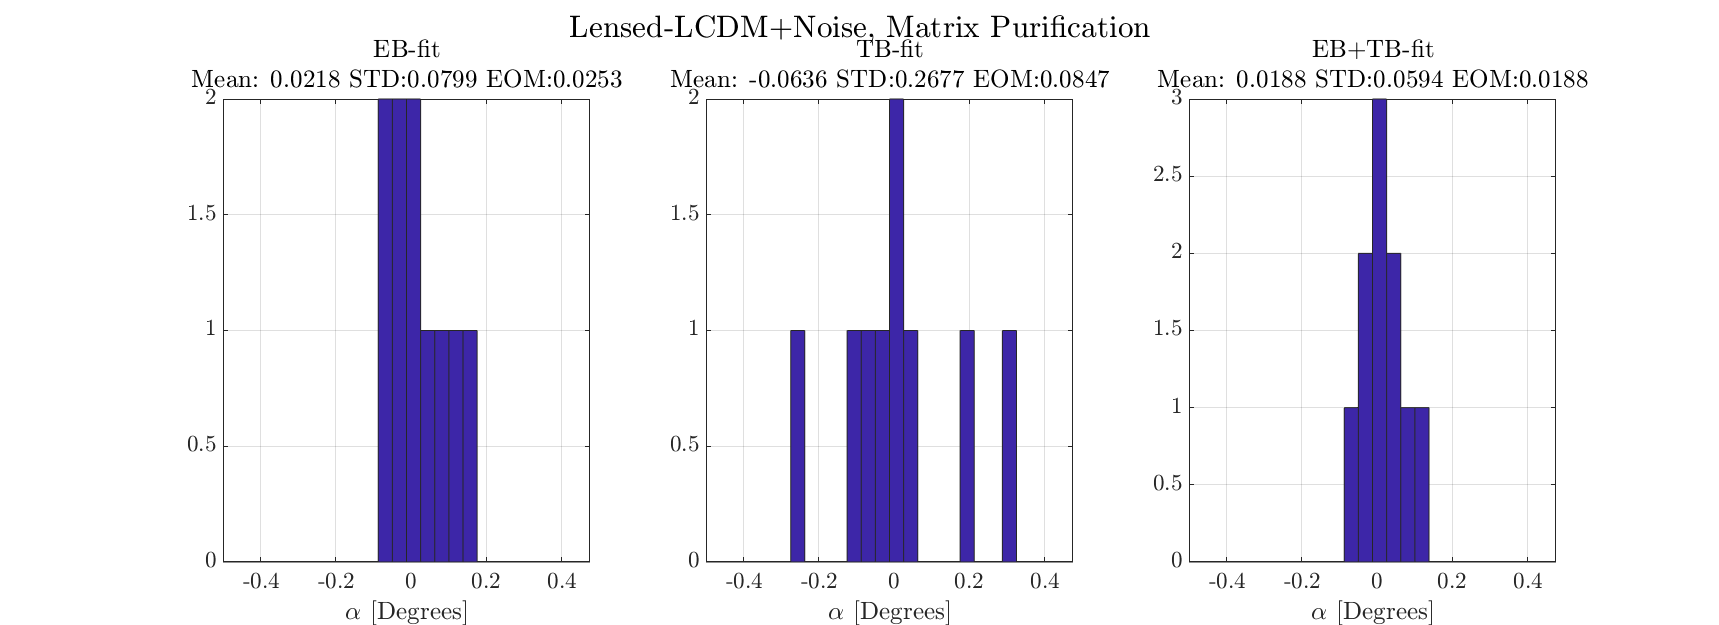 Lensed-LCDM+Noise, Matrix Purification
EB-fit
Mean: 0.0218 STD:0.0799 EOM:0.0253
2
1.5
1
0.5
0
-0.4 -0.2 0 0.2 0.4
α [Degrees]
TB-fit
Mean: -0.0636 STD:0.2677 EOM:0.0847
2
1.5
1
0.5
0
-0.4 -0.2 0 0.2 0.4
α [Degrees]
EB+TB-fit
Mean: 0.0188 STD:0.0594 EOM:0.0188
3
2.5
2
1.5
1
0.5
0
-0.4 -0.2 0 0.2 0.4
α [Degrees]